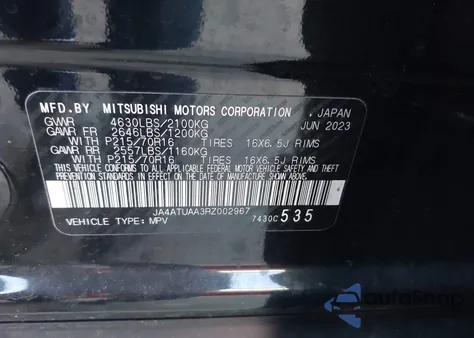 MFD.BY MITSUBISHI MOTORS CORPORATION , JAPAN
GVWR 4630LBS/2100KG JUN 2023
GAWR FR 2646LBS/1200KG
WITH P215/70R16 TIRES 16X6.5J RIMS
GAWR RR 2557LBS/1160KG
WITH P215/70R16 TIRES 16X6.5J RIMS
THIS VEHICLE CONFORMS TO ALL APPLICABLE
FEDERAL MOTOR VEHICLE SAFETY STANDARDS
IN EFFECT ON THE DATE OF MANUFACTURE
SHOWN ABOVE.
JA4ATUAA3RZ002967
VEHICLE TYPE: MPV 7430C 535
autosnap